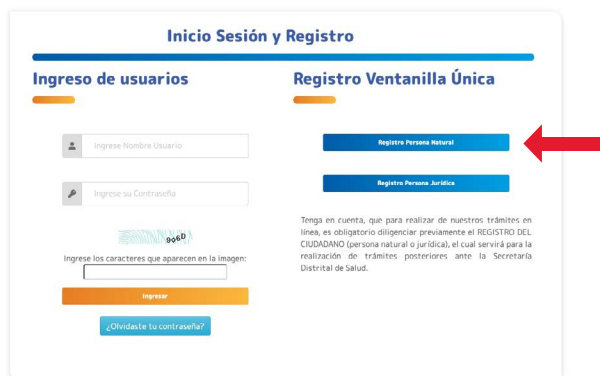 Inicio Sesión y Registro
Ingreso de usuarios
Ingrese Nombre Usuario
Ingrese su Contraseña
9060
Ingrese los caracteres que aparecen en la imagen:
Ingresar
¿Olvidaste tu contraseña?
Registro Ventanilla Única
Registro Persona Natural
Registro Persona Jurídica
Tenga en cuenta, que para realizar de nuestros trámites en
línea, es obligatorio diligenciar previamente el REGISTRO DEL
CIUDADANO (persona natural o jurídica), el cual servirá para la
realización de trámites posteriores ante la Secretaría
Distrital de Salud.